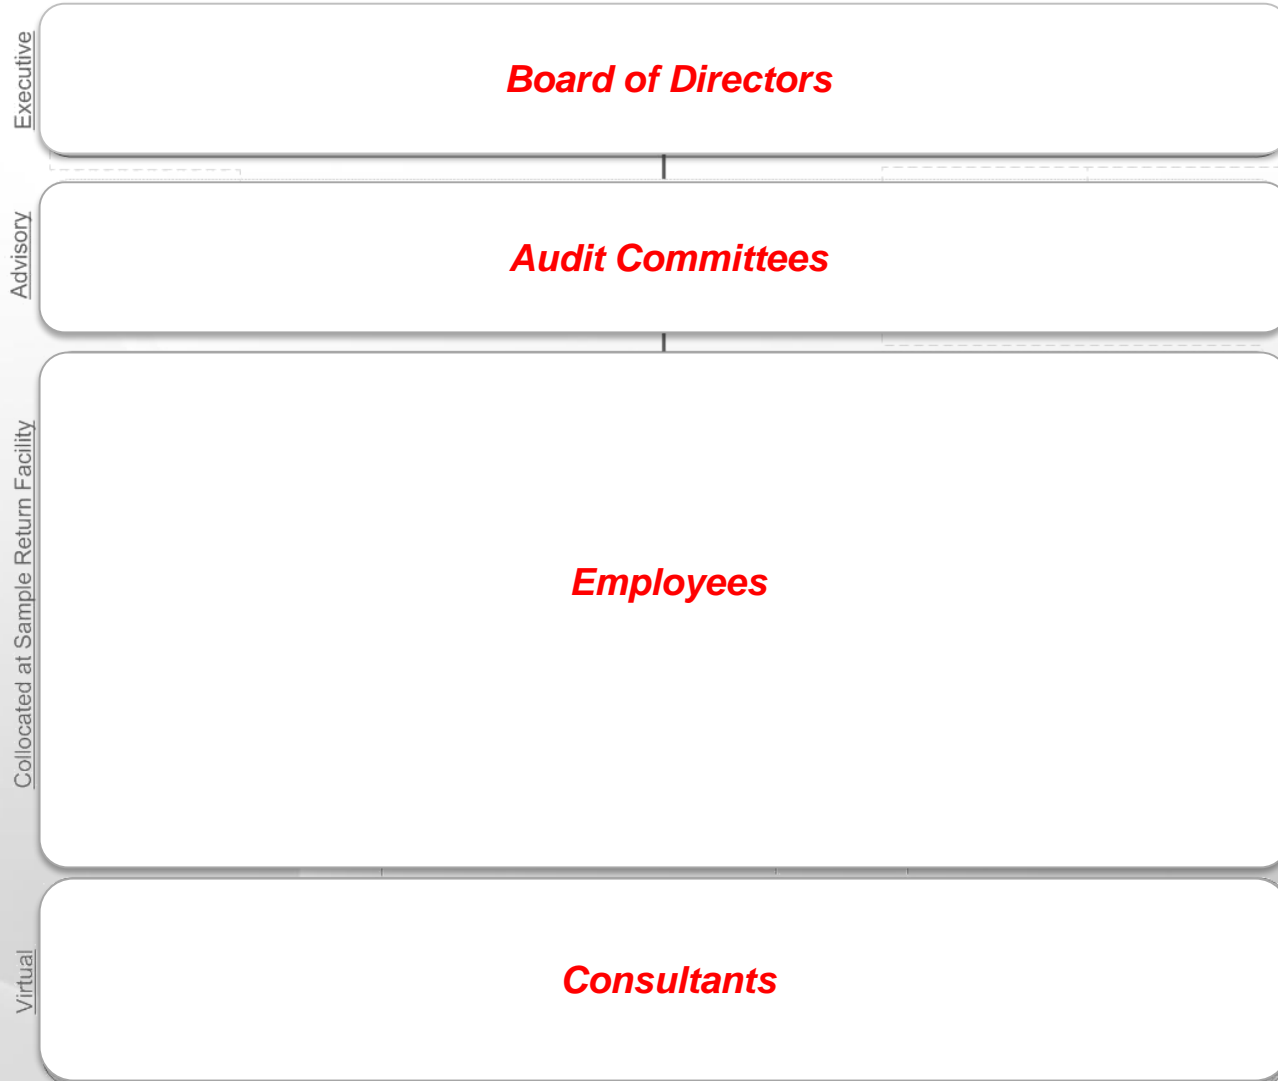 Executive
Board of Directors
Advisory
Audit Committees
Collocated at Sample Return Facility
Employees
Virtual
Consultants